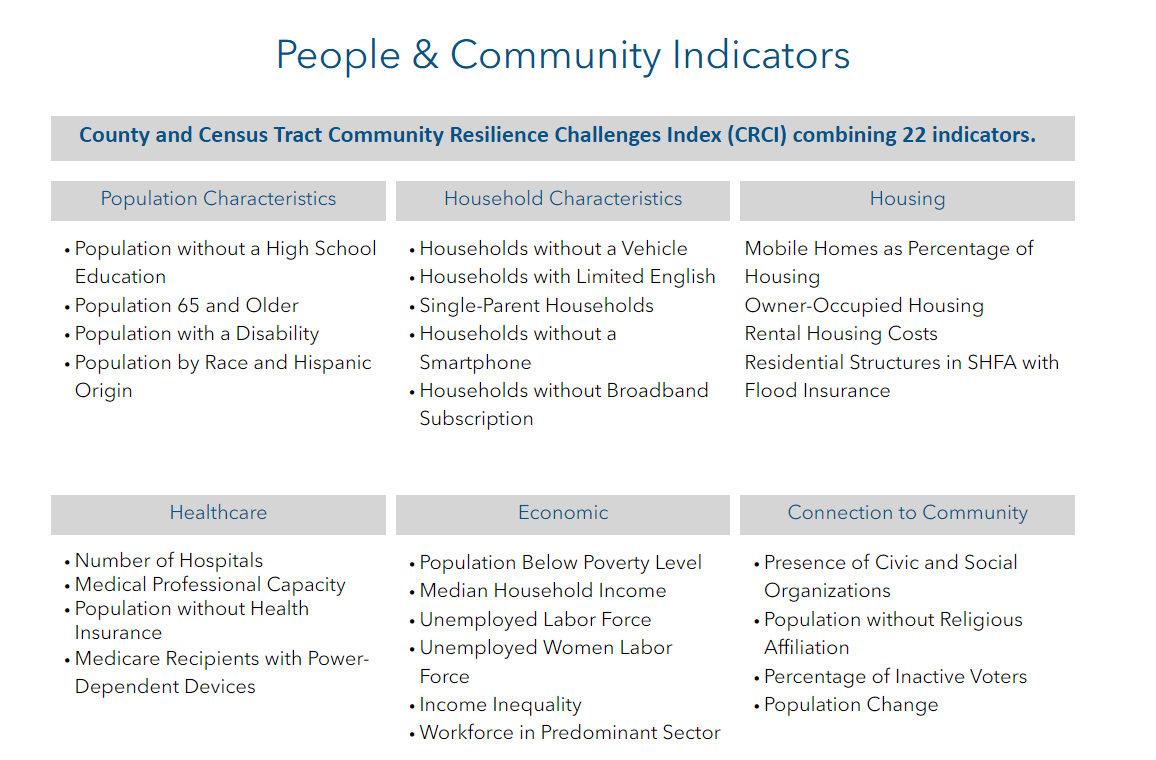 People & Community Indicators
County and Census Tract Community Resilience Challenges Index (CRCI) combining 22 indicators.
Population Characteristics
• Population without a High School
Education
• Population 65 and Older
• Population with a Disability
• Population by Race and Hispanic
Origin
Household Characteristics
• Households without a Vehicle
• Households with Limited English
• Single-Parent Households
• Households without a
Smartphone
• Households without Broadband
Subscription
Housing
Mobile Homes as Percentage of
Housing
Owner-Occupied Housing
Rental Housing Costs
Residential Structures in SHFA with
Flood Insurance
Healthcare
• Number of Hospitals
• Medical Professional Capacity
• Population without Health
Insurance
• Medicare Recipients with Power-
Dependent Devices
Economic
• Population Below Poverty Level
• Median Household Income
• Unemployed Labor Force
• Unemployed Women Labor
Force
• Income Inequality
• Workforce in Predominant Sector
Connection to Community
• Presence of Civic and Social
Organizations
• Population without Religious
Affiliation
• Percentage of Inactive Voters
• Population Change